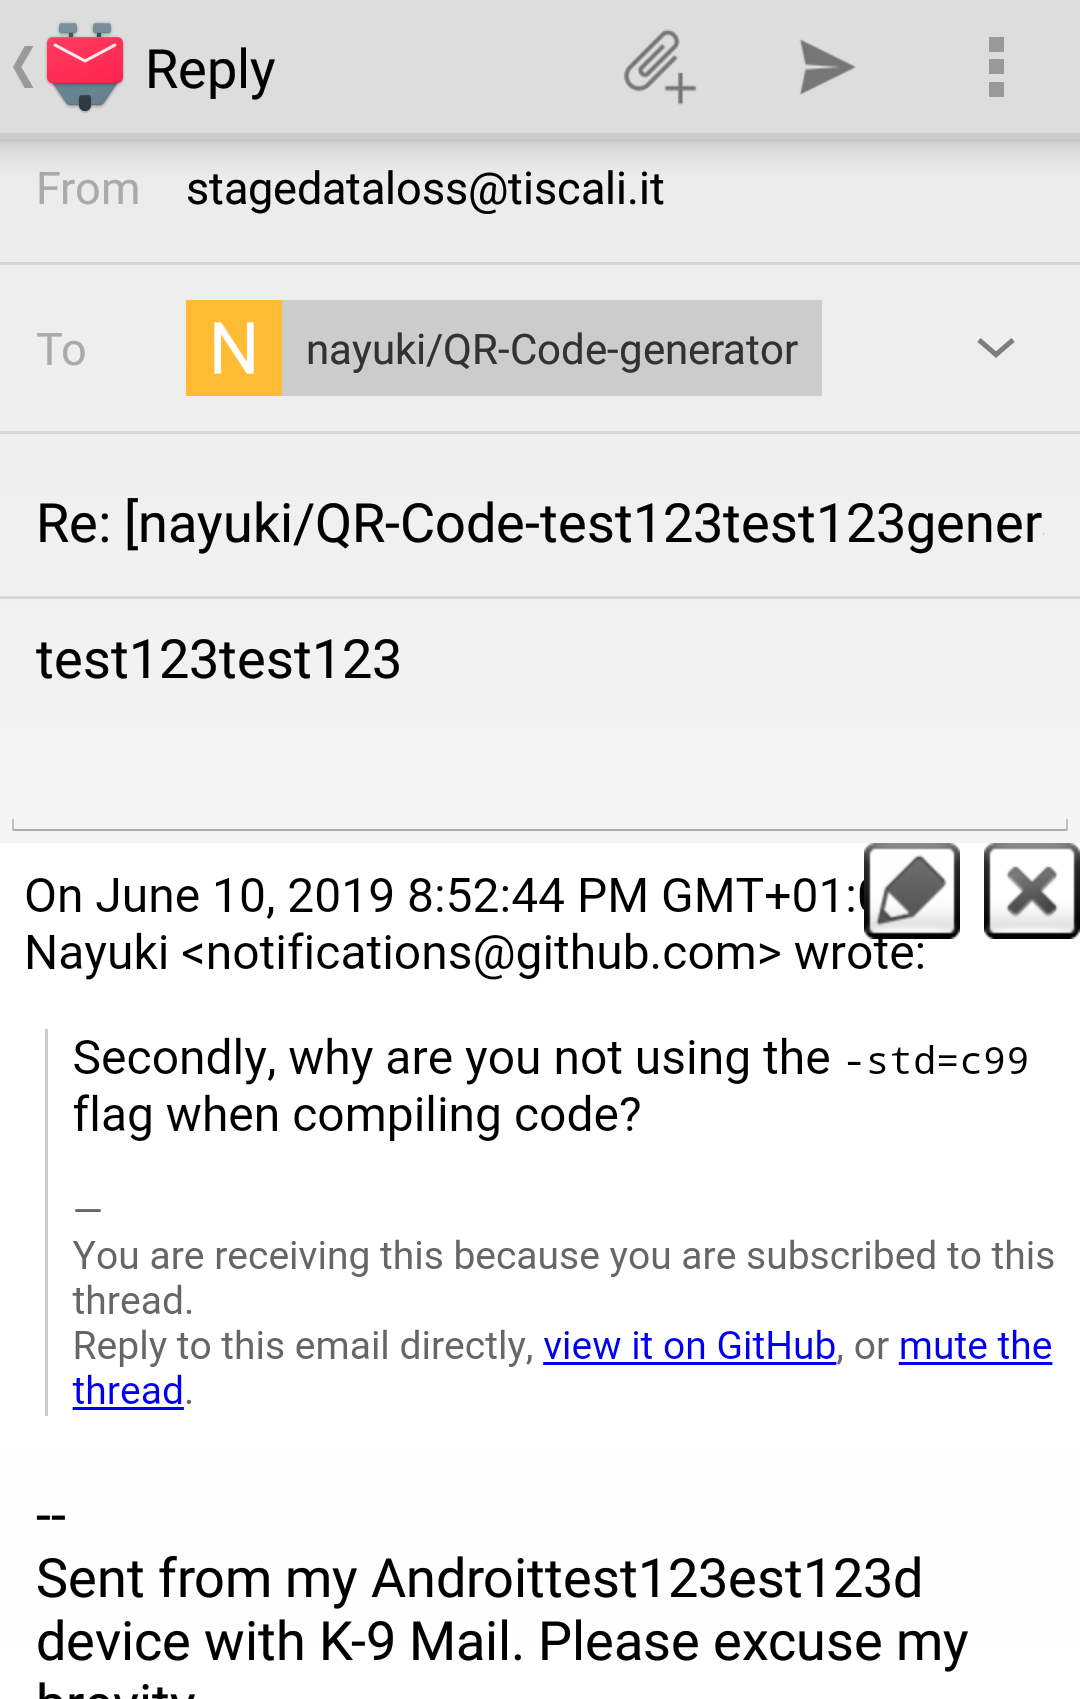 Reply
From stagedataloss@tiscali.it
To N nayuki/QR-Code-generator
Re: [nayuki/QR-Code-test123test123gener
test123test123
On June 10, 2019 8:52:44 PM GMT+01:
Nayuki <notifications@github.com> wrote:
Secondly, why are you not using the -std=c99
flag when compiling code?
—
You are receiving this because you are subscribed to this
thread.
Reply to this email directly, view it on GitHub, or mute the
thread.
--
Sent from my Androittest123est123d
device with K-9 Mail. Please excuse my
brevity.